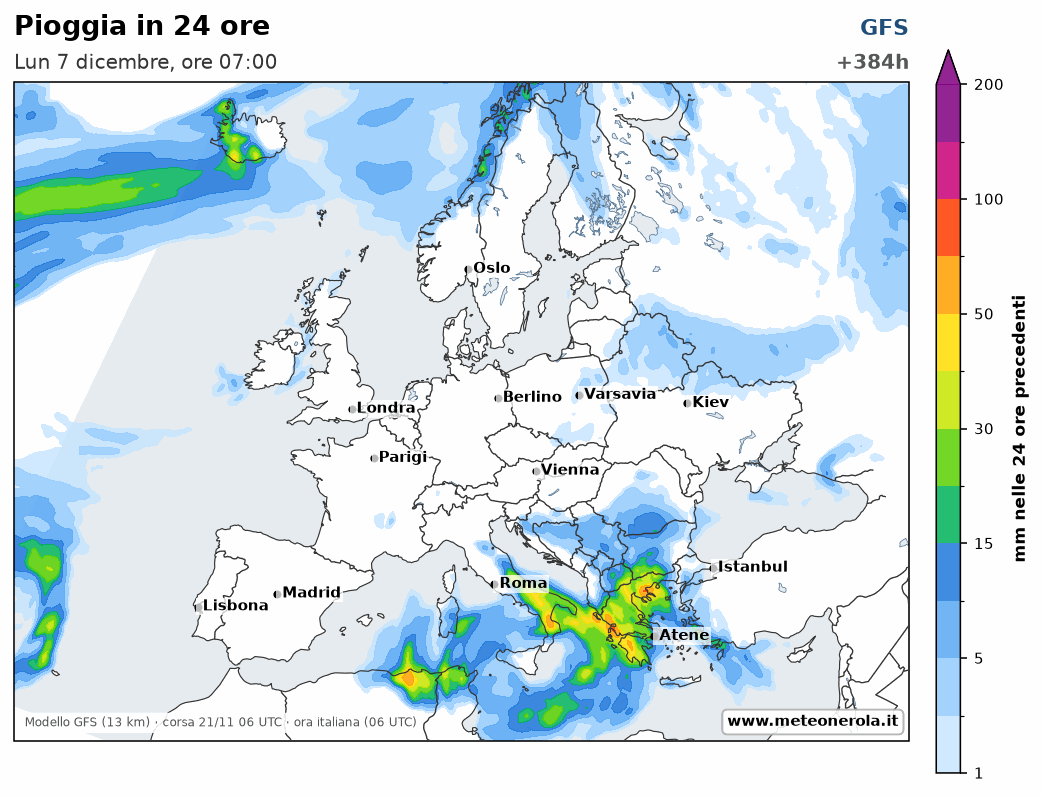 Pioggia in 24 ore
GFS
Lun 7 dicembre, ore 07:00
+384h
200
100
50
30
15
5
1
mm nelle 24 ore precedenti
Oslo
Berlino
Varsavia
Kiev
Londra
Parigi
Vienna
Istanbul
Roma
Madrid
Lisbona
Atene
Modello GFS (13 km) · corsa 21/11 06 UTC · ora italiana (06 UTC)
www.meteonerola.it